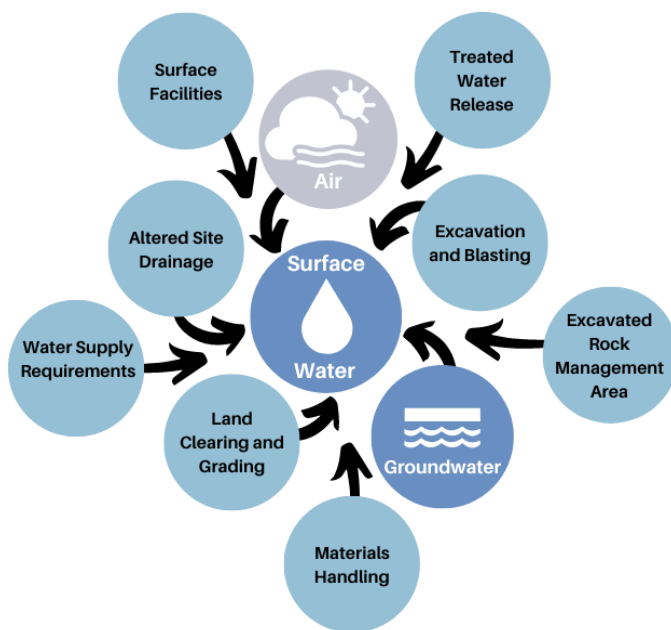 Surface
Facilities
Treated
Water
Release
Air
Altered Site
Drainage
Excavation
and Blasting
Surface
Water
Water Supply
Requirements
Excavated
Rock
Management
Area
Land
Clearing and
Grading
Groundwater
Materials
Handling